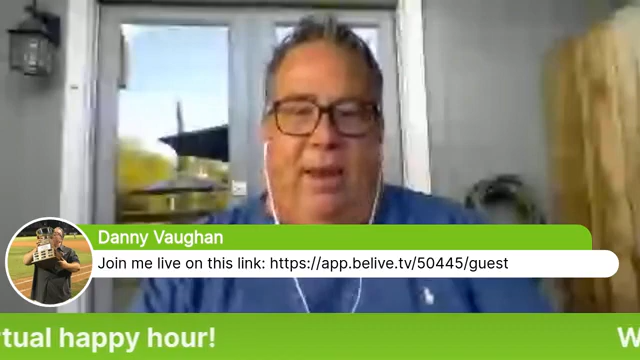 Danny Vaughan
Join me live on this link: https://app.belive.tv/50445/guest
tual happy hour!
W